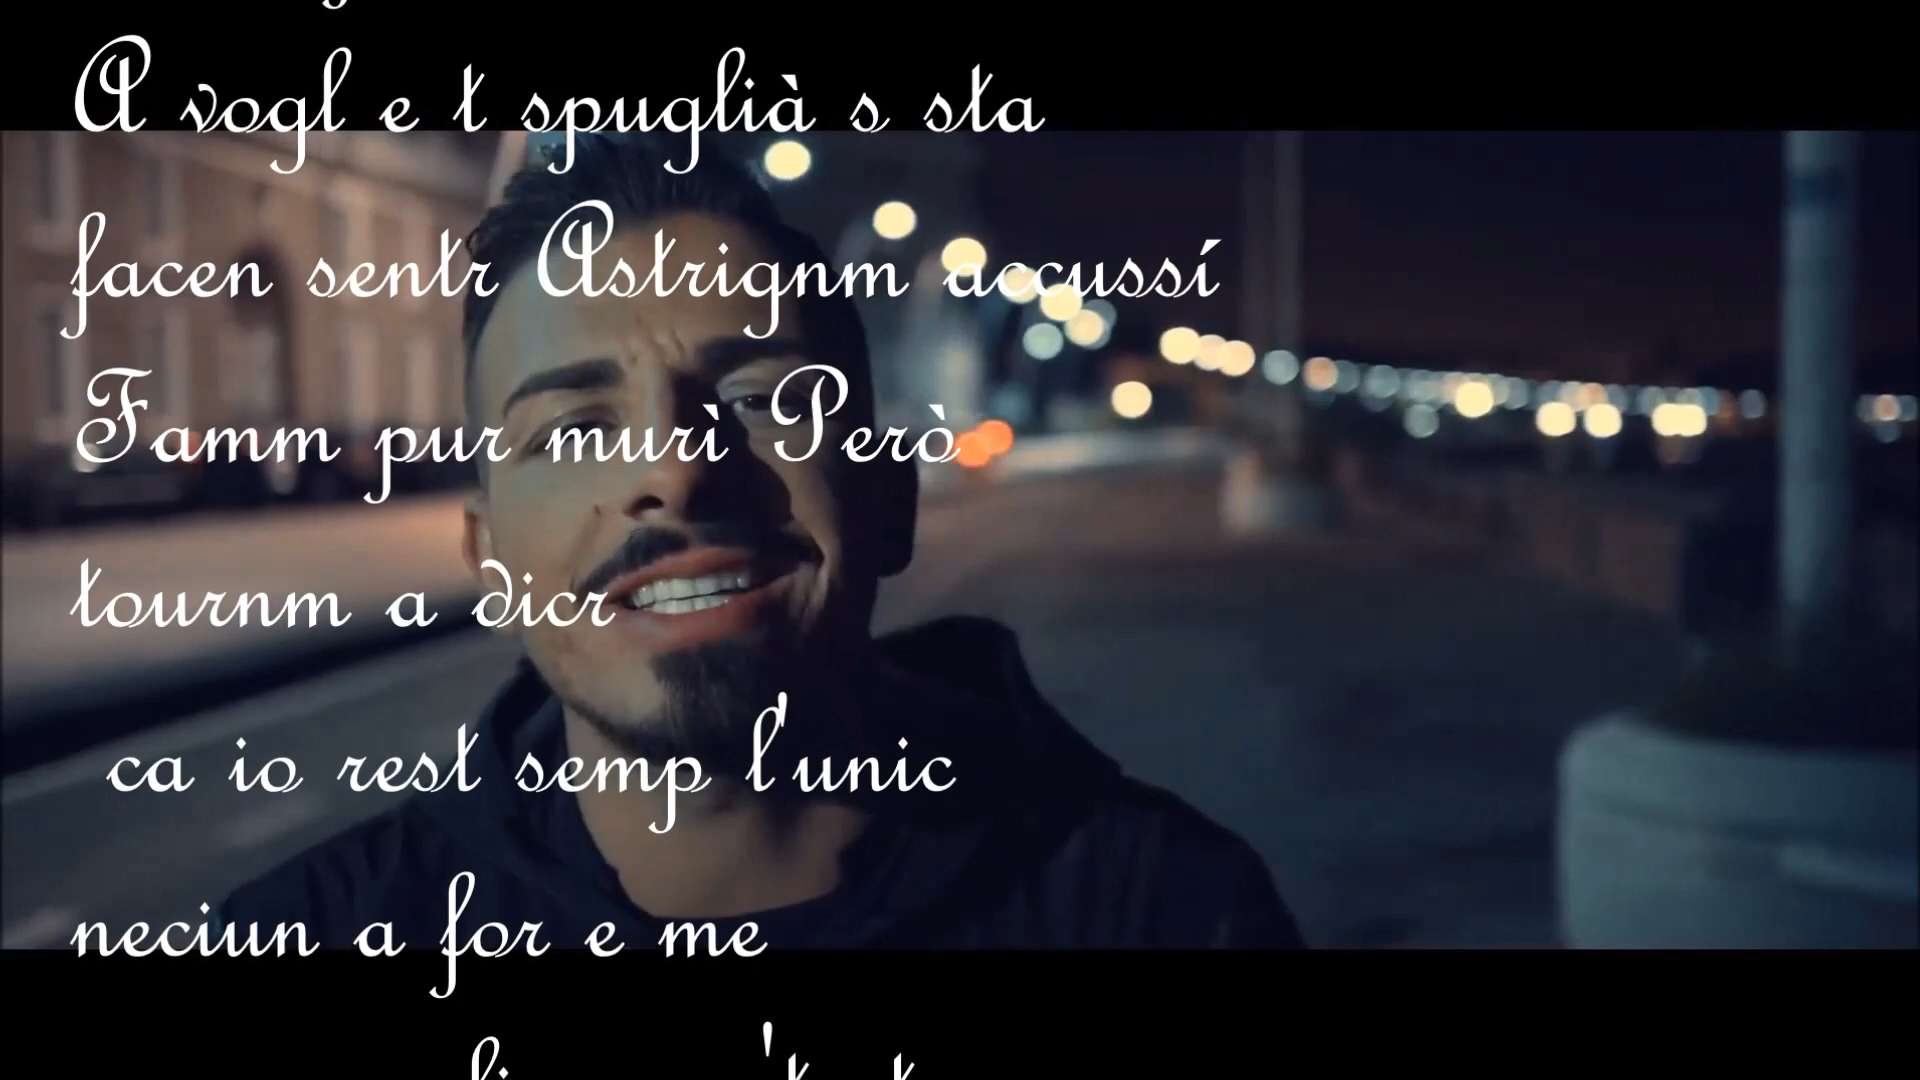 A vogl e t spuglià s sta
facen sentr Astrignm accussí
Famm pur murì Però
tournm a dicr
ca io rest semp l'unic
neciun a for e me